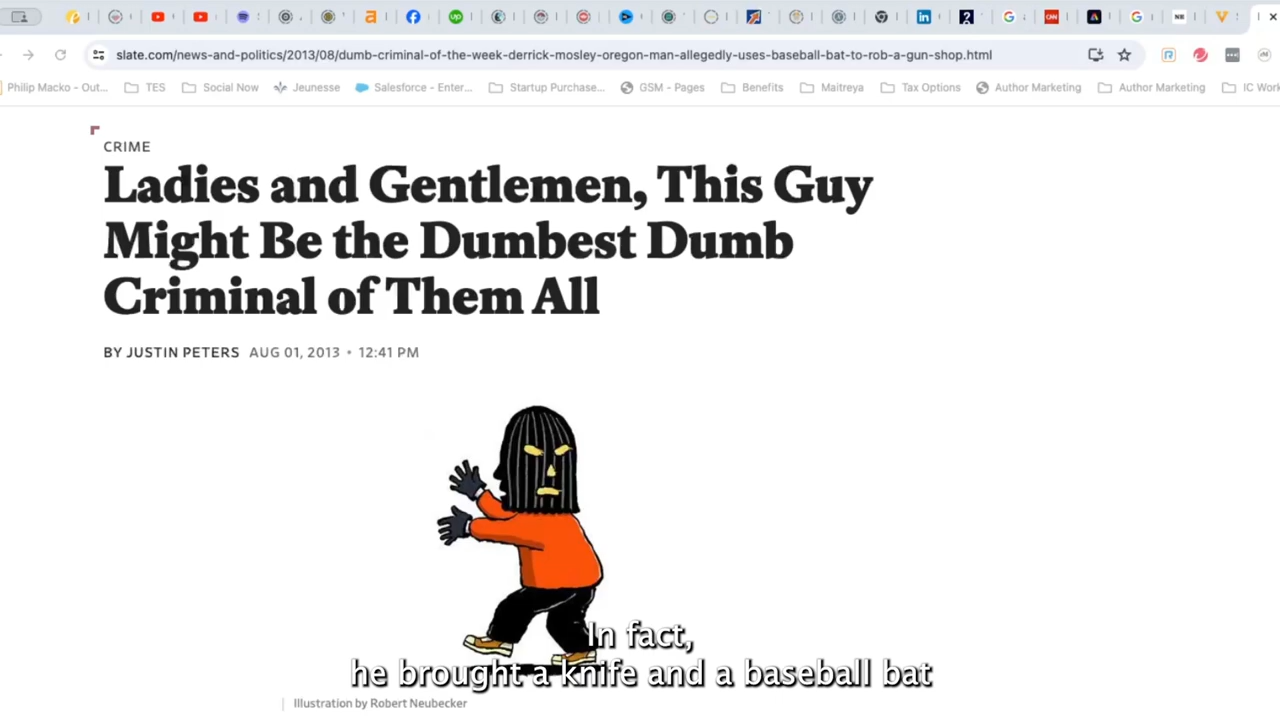 slate.com/news-and-politics/2013/08/dumb-criminal-of-the-week-derrick-mosley-oregon-man-allegedly-uses-baseball-bat-to-rob-a-gun-shop.html
Philip Macko - Out... TES Social Now Jeunesse Salesforce - Enter... Startup Purchase... GSM - Pages Benefits Maitreya Tax Options Author Marketing Author Marketing IC Work
CRIME
Ladies and Gentlemen, This Guy
Might Be the Dumbest Dumb
Criminal of Them All
BY JUSTIN PETERS AUG 01, 2013 • 12:41 PM
In fact,
he brought a knife and a baseball bat
Illustration by Robert Neubecker